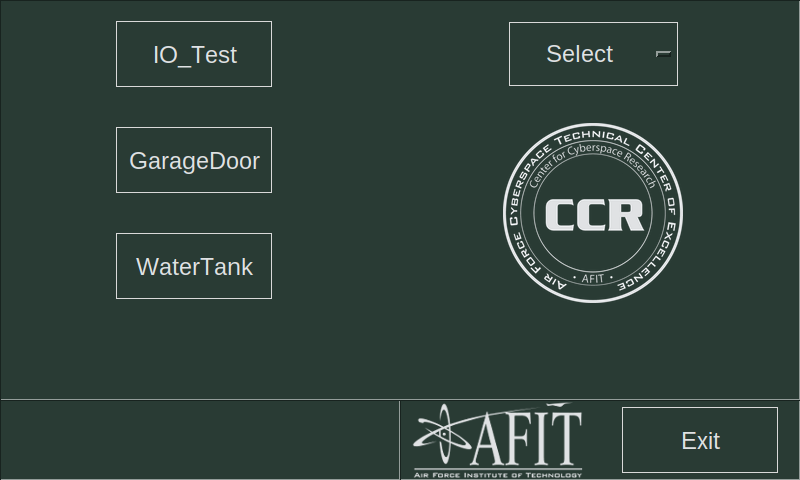 IO_Test
Select
GarageDoor
WaterTank
AIR FORCE CYBERSPACE TECHNICAL CENTER OF EXCELLENCE
Center for Cyberspace Research
CCR
• AFIT •
AFIT
AIR FORCE INSTITUTE OF TECHNOLOGY
Exit